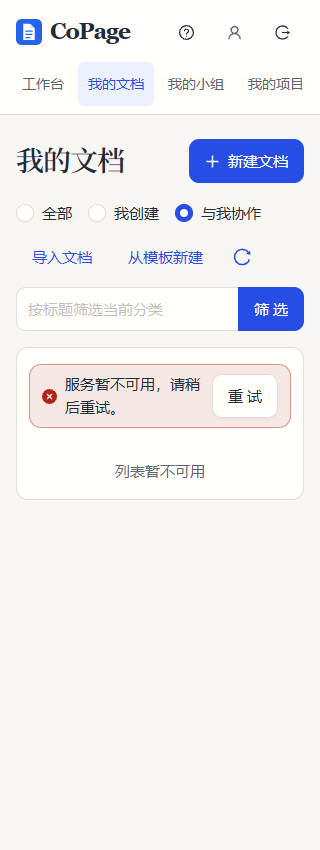 CoPage
工作台 我的文档 我的小组 我的项目
我的文档
新建文档
全部 我创建 与我协作
导入文档 从模板新建
按标题筛选当前分类 筛 选
服务暂不可用，请稍
后重试。
重 试
列表暂不可用